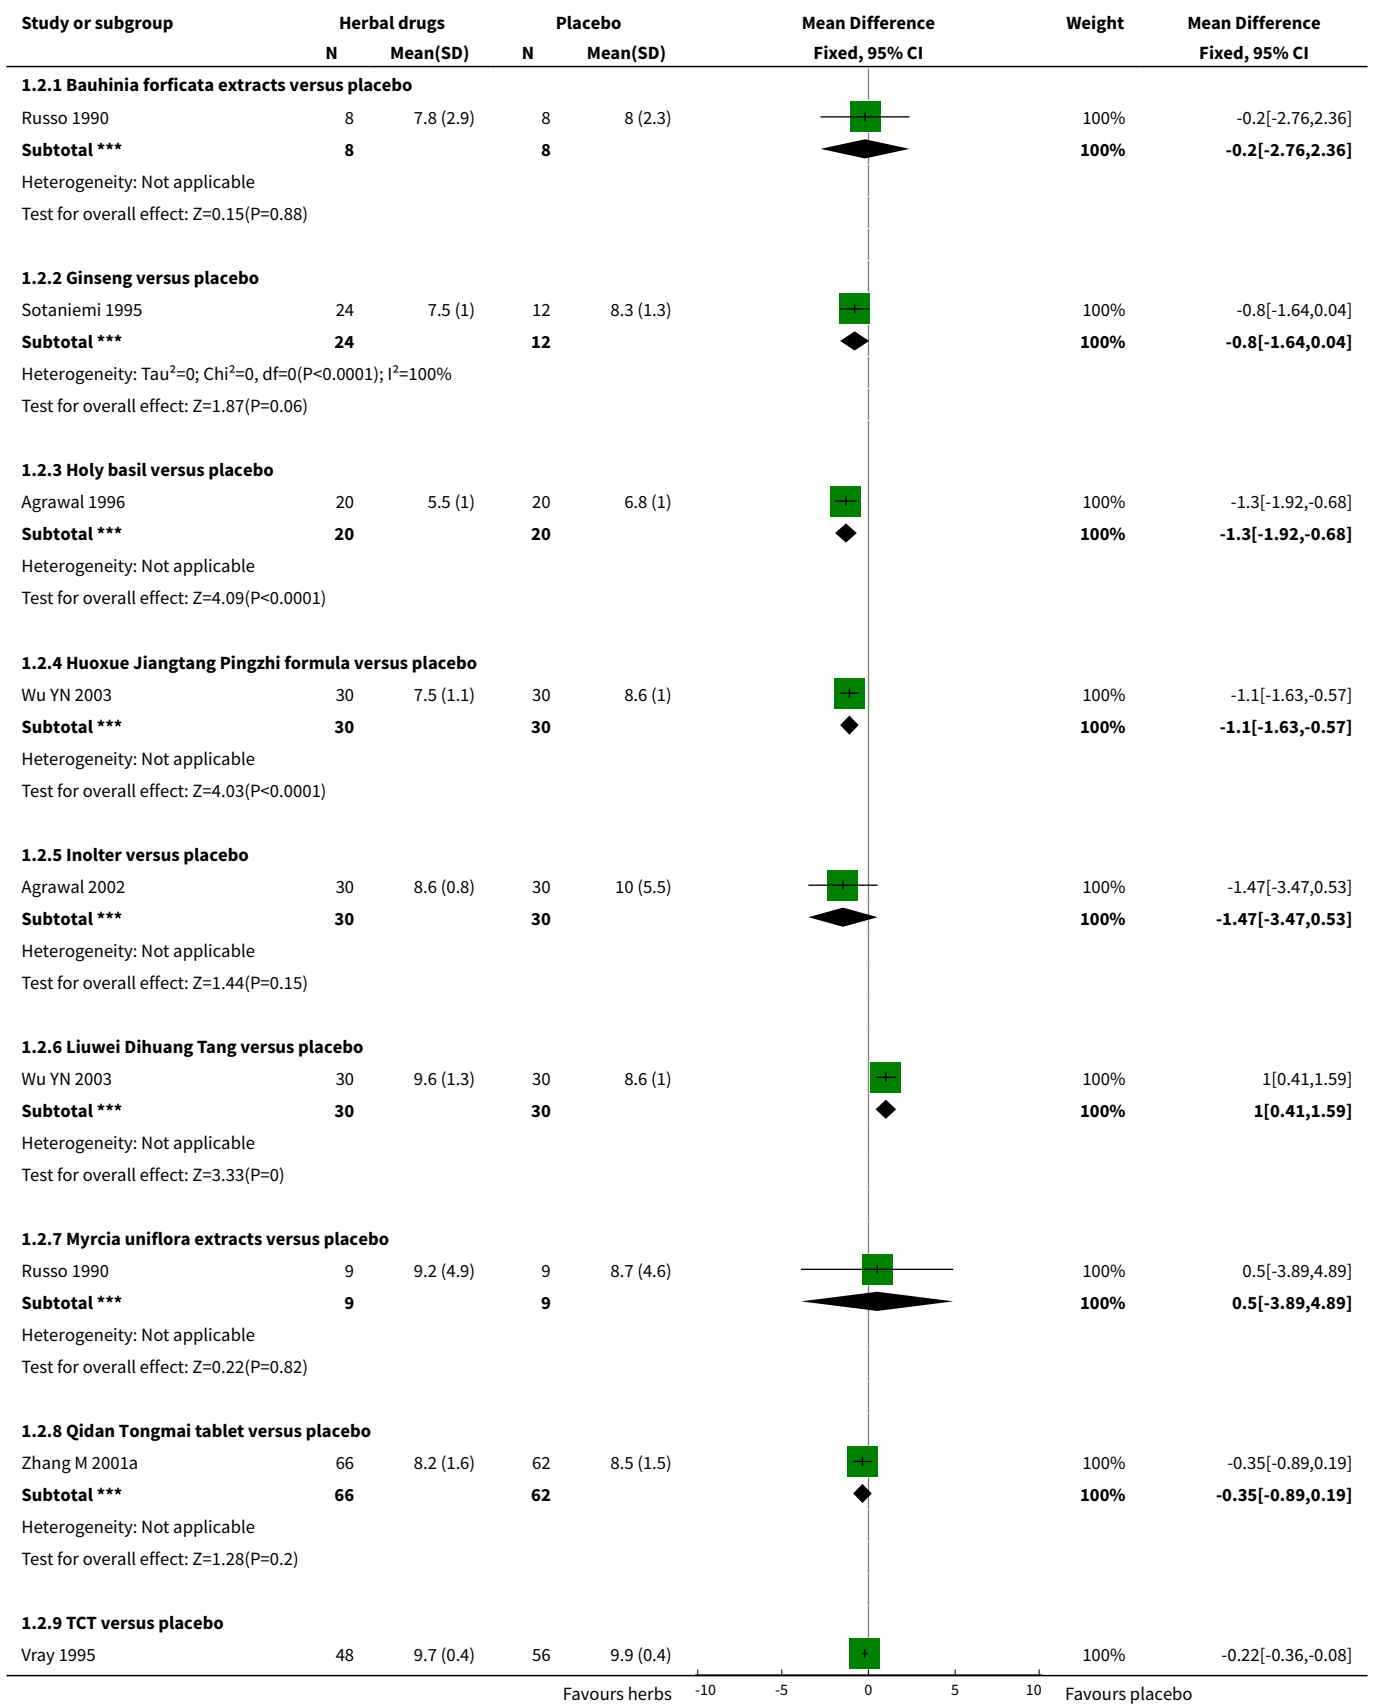 Study or subgroup Herbal drugs Placebo Mean Difference Weight Mean Difference
N Mean(SD) N Mean(SD) Fixed, 95% CI Fixed, 95% CI
1.2.1 Bauhinia forficata extracts versus placebo
Russo 1990 8 7.8 (2.9) 8 8 (2.3) 100% -0.2[-2.76,2.36]
Subtotal *** 8 8 100% -0.2[-2.76,2.36]
Heterogeneity: Not applicable
Test for overall effect: Z=0.15(P=0.88)
1.2.2 Ginseng versus placebo
Sotaniemi 1995 24 7.5 (1) 12 8.3 (1.3) 100% -0.8[-1.64,0.04]
Subtotal *** 24 12 100% -0.8[-1.64,0.04]
Heterogeneity: Tau²=0; Chi²=0, df=0(P<0.0001); I²=100%
Test for overall effect: Z=1.87(P=0.06)
1.2.3 Holy basil versus placebo
Agrawal 1996 20 5.5 (1) 20 6.8 (1) 100% -1.3[-1.92,-0.68]
Subtotal *** 20 20 100% -1.3[-1.92,-0.68]
Heterogeneity: Not applicable
Test for overall effect: Z=4.09(P<0.0001)
1.2.4 Huoxue Jiangtang Pingzhi formula versus placebo
Wu YN 2003 30 7.5 (1.1) 30 8.6 (1) 100% -1.1[-1.63,-0.57]
Subtotal *** 30 30 100% -1.1[-1.63,-0.57]
Heterogeneity: Not applicable
Test for overall effect: Z=4.03(P<0.0001)
1.2.5 Inolter versus placebo
Agrawal 2002 30 8.6 (0.8) 30 10 (5.5) 100% -1.47[-3.47,0.53]
Subtotal *** 30 30 100% -1.47[-3.47,0.53]
Heterogeneity: Not applicable
Test for overall effect: Z=1.44(P=0.15)
1.2.6 Liuwei Dihuang Tang versus placebo
Wu YN 2003 30 9.6 (1.3) 30 8.6 (1) 100% 1[0.41,1.59]
Subtotal *** 30 30 100% 1[0.41,1.59]
Heterogeneity: Not applicable
Test for overall effect: Z=3.33(P=0)
1.2.7 Myrcia uniflora extracts versus placebo
Russo 1990 9 9.2 (4.9) 9 8.7 (4.6) 100% 0.5[-3.89,4.89]
Subtotal *** 9 9 100% 0.5[-3.89,4.89]
Heterogeneity: Not applicable
Test for overall effect: Z=0.22(P=0.82)
1.2.8 Qidan Tongmai tablet versus placebo
Zhang M 2001a 66 8.2 (1.6) 62 8.5 (1.5) 100% -0.35[-0.89,0.19]
Subtotal *** 66 62 100% -0.35[-0.89,0.19]
Heterogeneity: Not applicable
Test for overall effect: Z=1.28(P=0.2)
1.2.9 TCT versus placebo
Vray 1995 48 9.7 (0.4) 56 9.9 (0.4) 100% -0.22[-0.36,-0.08]
Favours herbs -10 -5 0 5 10 Favours placebo